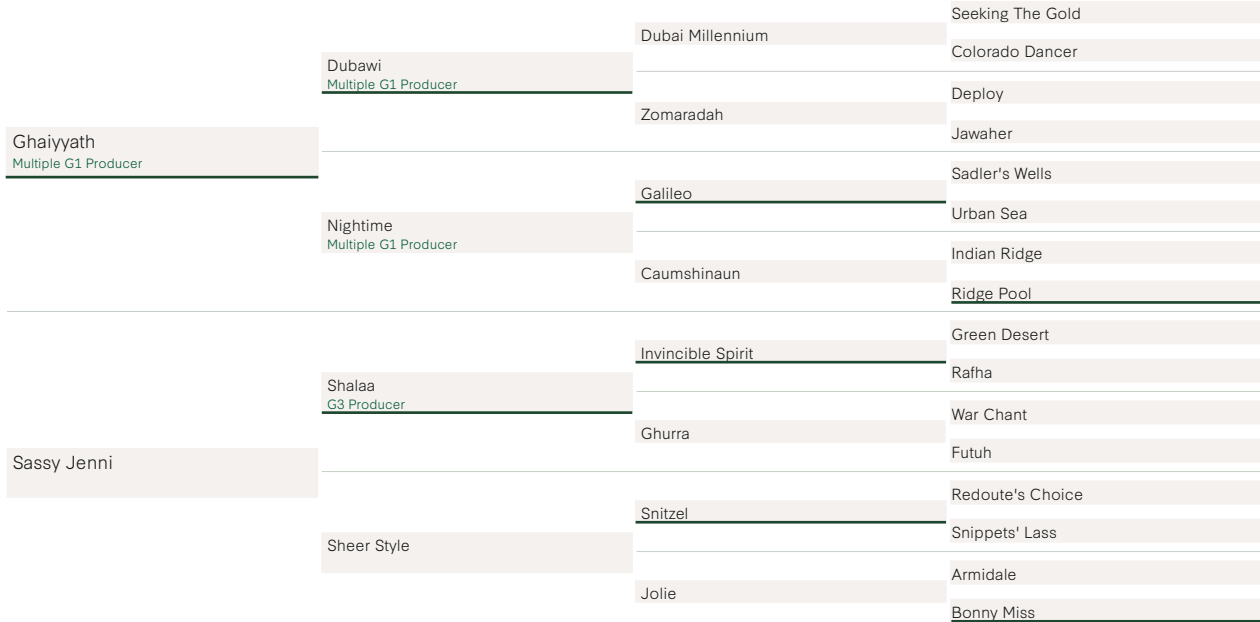 Seeking The Gold
Dubai Millennium
Colorado Dancer
Dubawi
Multiple G1 Producer
Deploy
Zomaradah
Jawaher
Ghaiyyath
Multiple G1 Producer
Sadler's Wells
Galileo
Urban Sea
Nightime
Multiple G1 Producer
Indian Ridge
Caumshinaun
Ridge Pool
Green Desert
Invincible Spirit
Rafha
Shalaa
G3 Producer
War Chant
Ghurra
Futuh
Sassy Jenni
Redoute's Choice
Snitzel
Snippets' Lass
Sheer Style
Armidale
Jolie
Bonny Miss